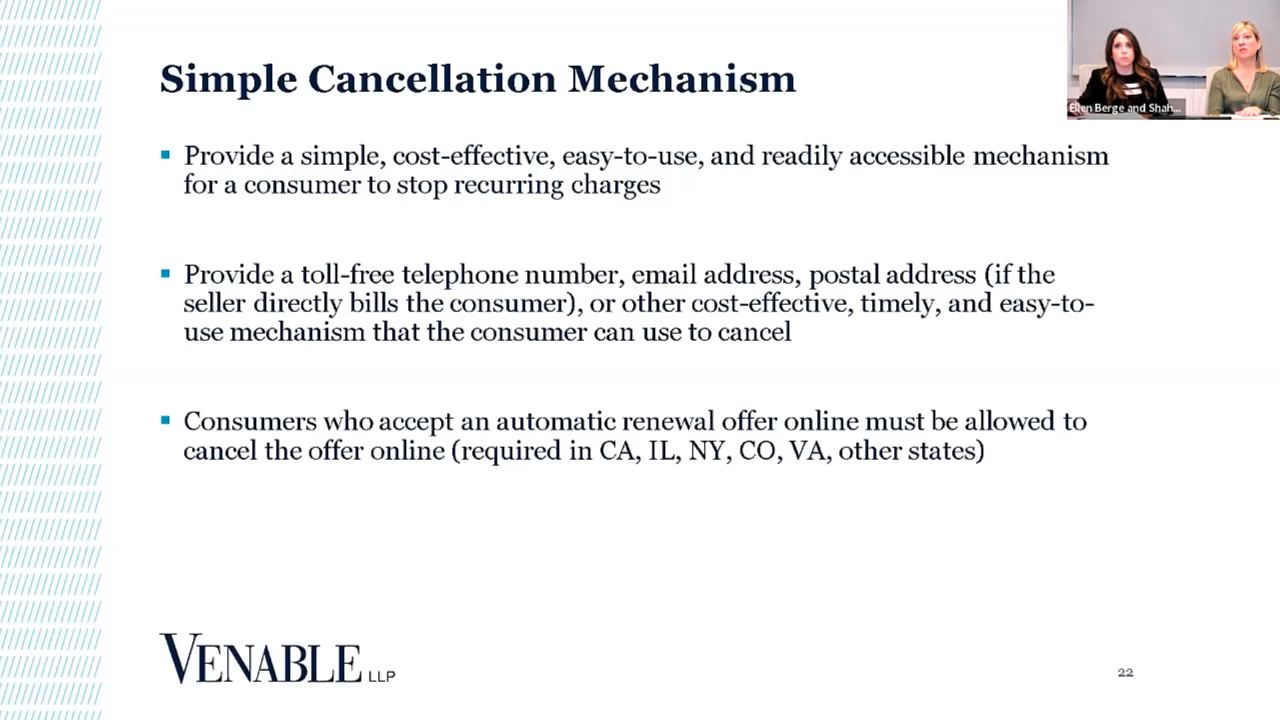 Simple Cancellation Mechanism
Ellen Berge and Shah...
Provide a simple, cost-effective, easy-to-use, and readily accessible mechanism
for a consumer to stop recurring charges
Provide a toll-free telephone number, email address, postal address (if the
seller directly bills the consumer), or other cost-effective, timely, and easy-to-
use mechanism that the consumer can use to cancel
Consumers who accept an automatic renewal offer online must be allowed to
cancel the offer online (required in CA, IL, NY, CO, VA, other states)
VENABLE LLP
22